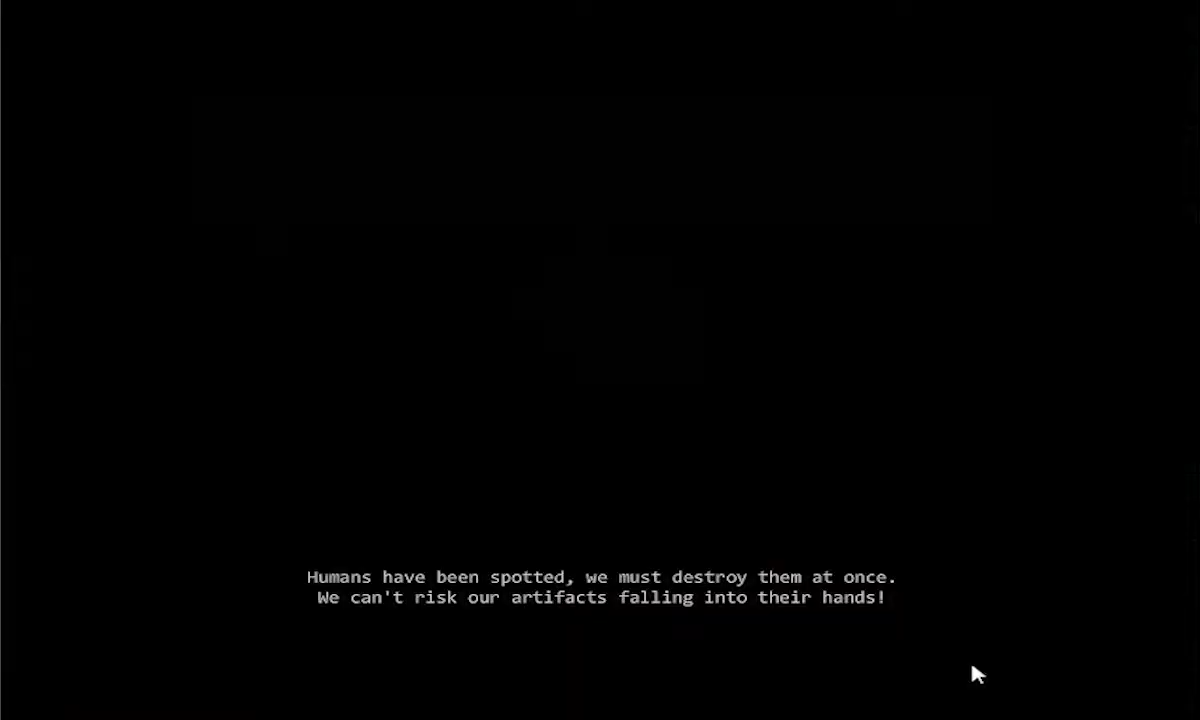 Humans have been spotted, we must destroy them at once.
We can't risk our artifacts falling into their hands!